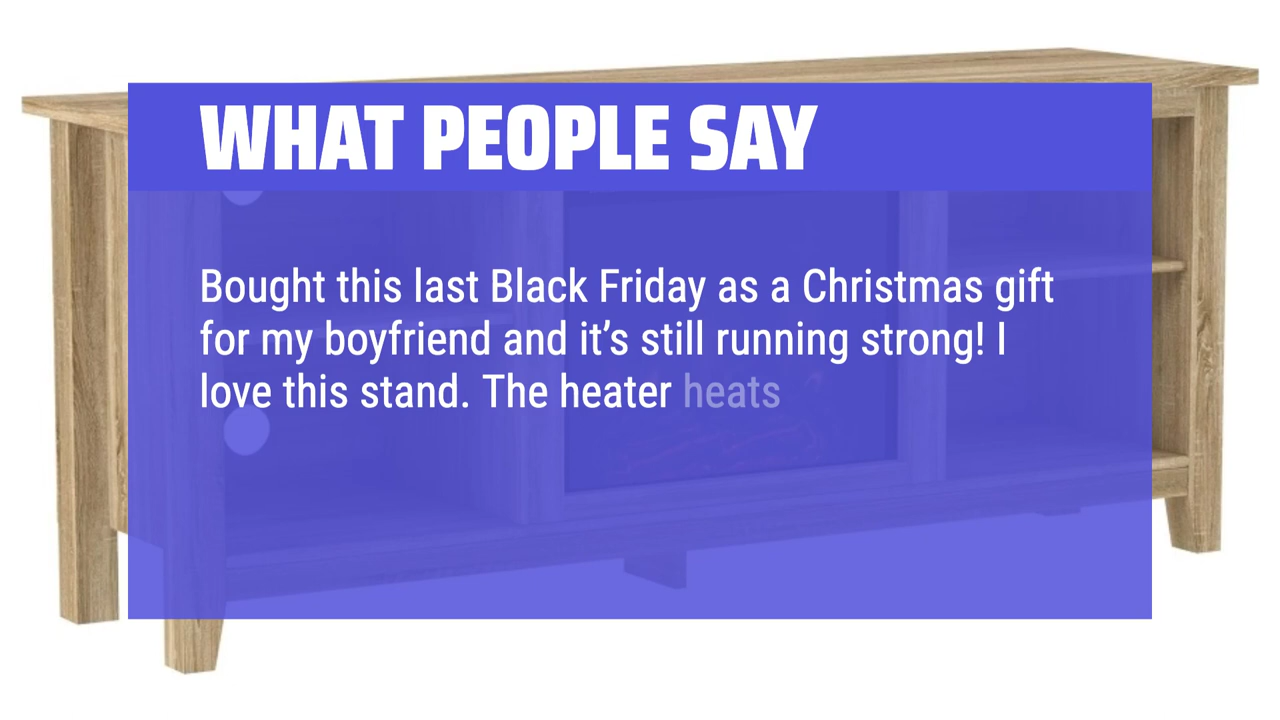 WHAT PEOPLE SAY
Bought this last Black Friday as a Christmas gift
for my boyfriend and it’s still running strong! I
love this stand. The heater heats